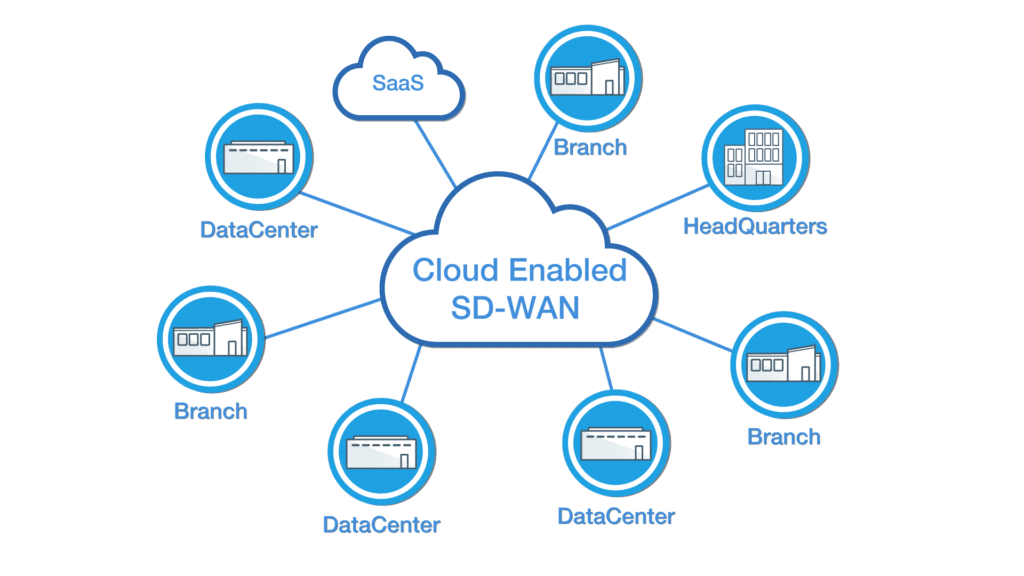 SaaS
Branch
DataCenter
HeadQuarters
Cloud Enabled
SD-WAN
Branch
Branch
DataCenter
DataCenter